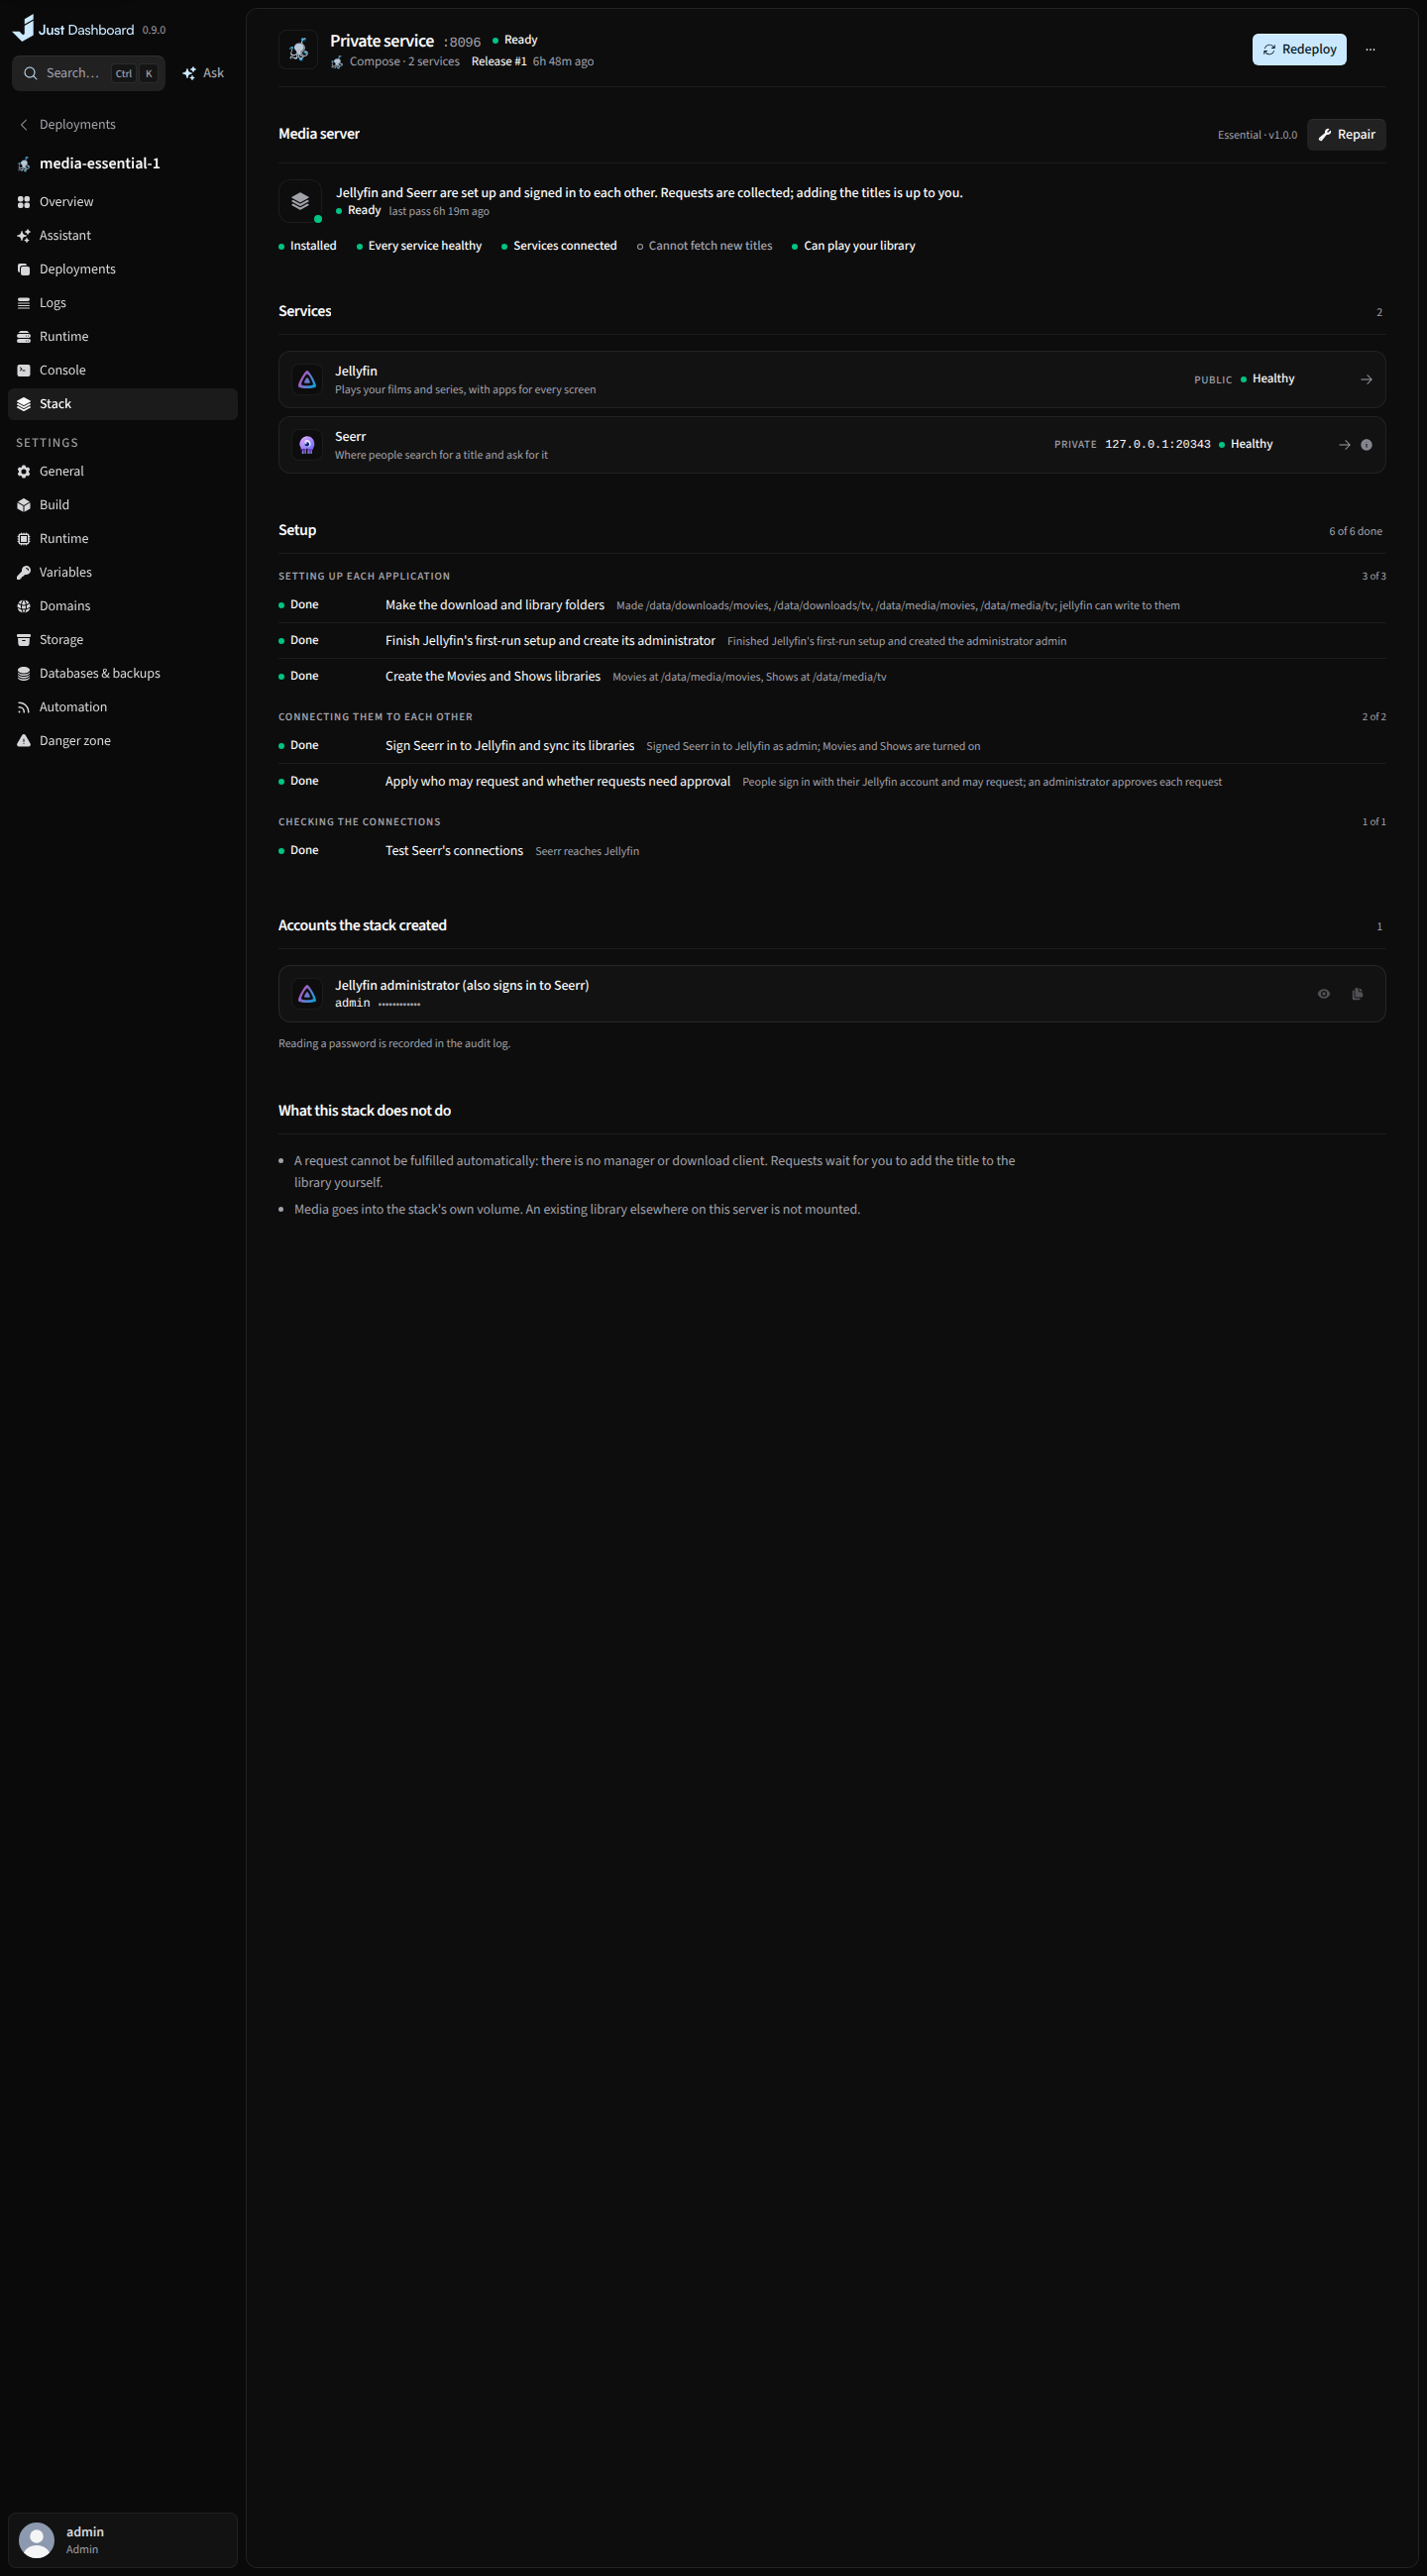 Just Dashboard 0.9.0
Search... Ctrl K Ask
Deployments
media-essential-1
Overview
Assistant
Deployments
Logs
Runtime
Console
Stack
SETTINGS
General
Build
Runtime
Variables
Domains
Storage
Databases & backups
Automation
Danger zone
admin
Admin
Private service :8096 Ready
Compose · 2 services Release #1 6h 48m ago
Redeploy
Media server
Essential · v1.0.0 Repair
Jellyfin and Seerr are set up and signed in to each other. Requests are collected; adding the titles is up to you.
Ready last pass 6h 19m ago
Installed Every service healthy Services connected Cannot fetch new titles Can play your library
Services 2
Jellyfin
Plays your films and series, with apps for every screen
PUBLIC Healthy
Seerr
Where people search for a title and ask for it
PRIVATE 127.0.0.1:20343 Healthy
Setup 6 of 6 done
SETTING UP EACH APPLICATION 3 of 3
Done Make the download and library folders Made /data/downloads/movies, /data/downloads/tv, /data/media/movies, /data/media/tv; jellyfin can write to them
Done Finish Jellyfin's first-run setup and create its administrator Finished Jellyfin's first-run setup and created the administrator admin
Done Create the Movies and Shows libraries Movies at /data/media/movies, Shows at /data/media/tv
CONNECTING THEM TO EACH OTHER 2 of 2
Done Sign Seerr in to Jellyfin and sync its libraries Signed Seerr in to Jellyfin as admin; Movies and Shows are turned on
Done Apply who may request and whether requests need approval People sign in with their Jellyfin account and may request; an administrator approves each request
CHECKING THE CONNECTIONS 1 of 1
Done Test Seerr's connections Seerr reaches Jellyfin
Accounts the stack created 1
Jellyfin administrator (also signs in to Seerr)
admin ••••••••••••
Reading a password is recorded in the audit log.
What this stack does not do
• A request cannot be fulfilled automatically: there is no manager or download client. Requests wait for you to add the title to the
library yourself.
• Media goes into the stack's own volume. An existing library elsewhere on this server is not mounted.